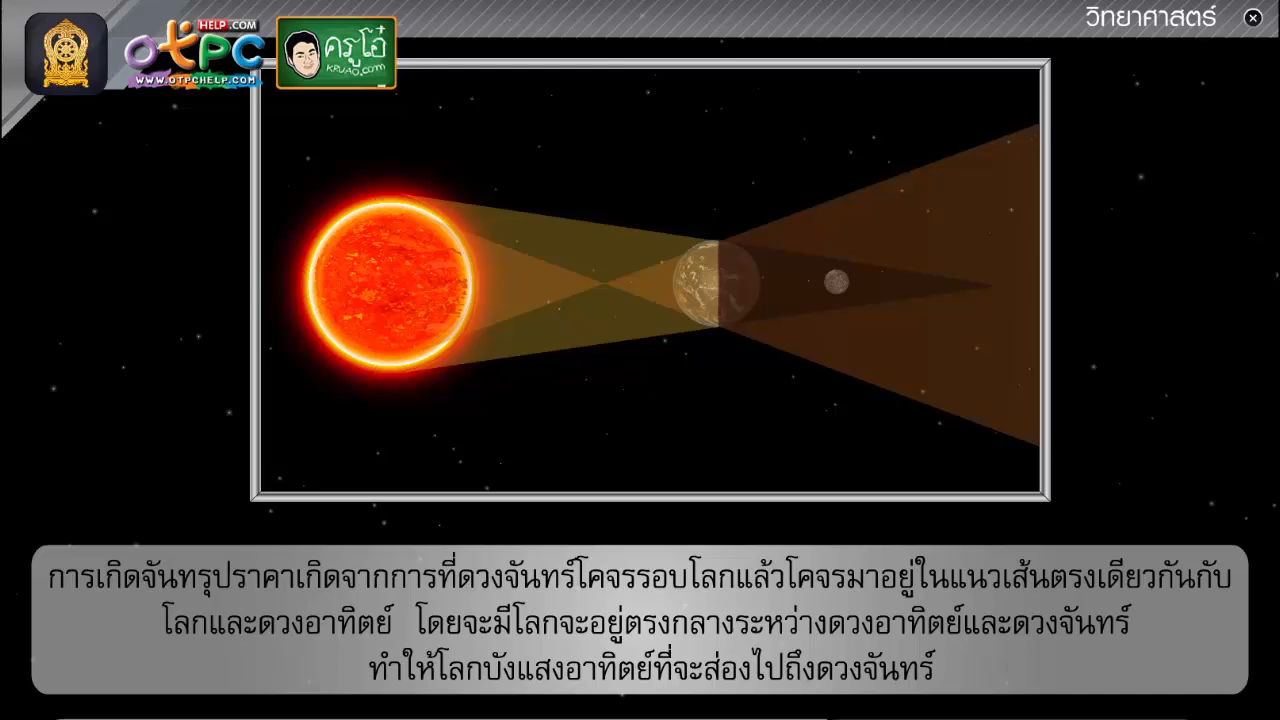 วิทยาศาสตร์
HELP.COM
OTPC
WWW.OTPCHELP.COM
ครูโอ๋
KRUAO.COM
การเกิดจันทรุปราคาเกิดจากการที่ดวงจันทร์โคจรรอบโลกแล้วโคจรมาอยู่ในแนวเส้นตรงเดียวกันกับ
โลกและดวงอาทิตย์ โดยจะมีโลกจะอยู่ตรงกลางระหว่างดวงอาทิตย์และดวงจันทร์
ทำให้โลกบังแสงอาทิตย์ที่จะส่องไปถึงดวงจันทร์